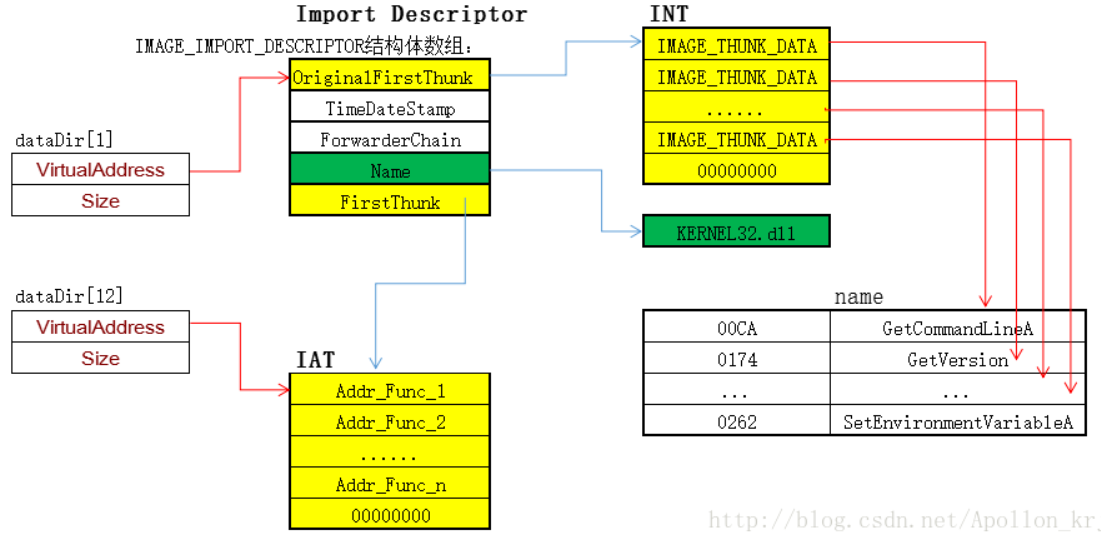 Import Descriptor
INT
IMAGE_IMPORT_DESCRIPTOR结构体数组：
IMAGE_THUNK_DATA
OriginalFirstThunk
IMAGE_THUNK_DATA
TimeDateStamp
......
dataDir[1]
ForwarderChain
IMAGE_THUNK_DATA
VirtualAddress
Name
00000000
Size
FirstThunk
KERNEL32.dll
dataDir[12]
name
VirtualAddress
00CA GetCommandLineA
Size
IAT
0174 GetVersion
Addr_Func_1
... ...
Addr_Func_2
0262 SetEnvironmentVariableA
......
Addr_Func_n
00000000
http://blog.csdn.net/Apollon_kr_